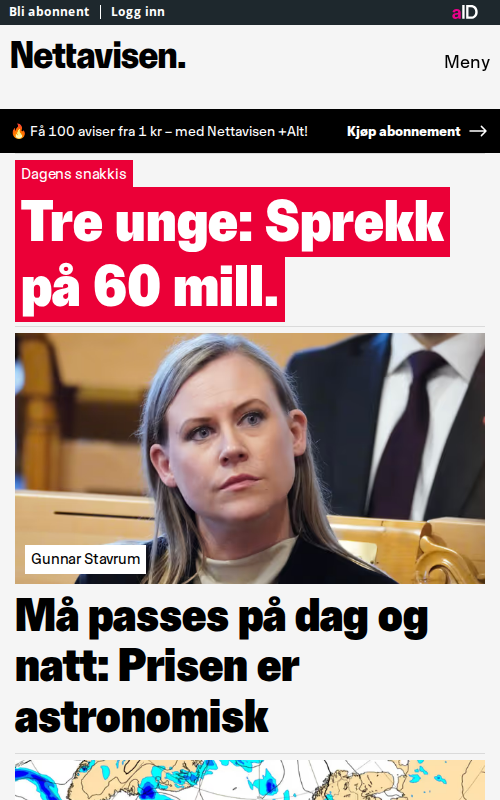 Bli abonnent | Logg inn
aID
Nettavisen.
Meny
🔥 Få 100 aviser fra 1 kr – med Nettavisen +Alt!
Kjøp abonnement →
Dagens snakkis
Tre unge: Sprekk
på 60 mill.
Gunnar Stavrum
Må passes på dag og
natt: Prisen er
astronomisk